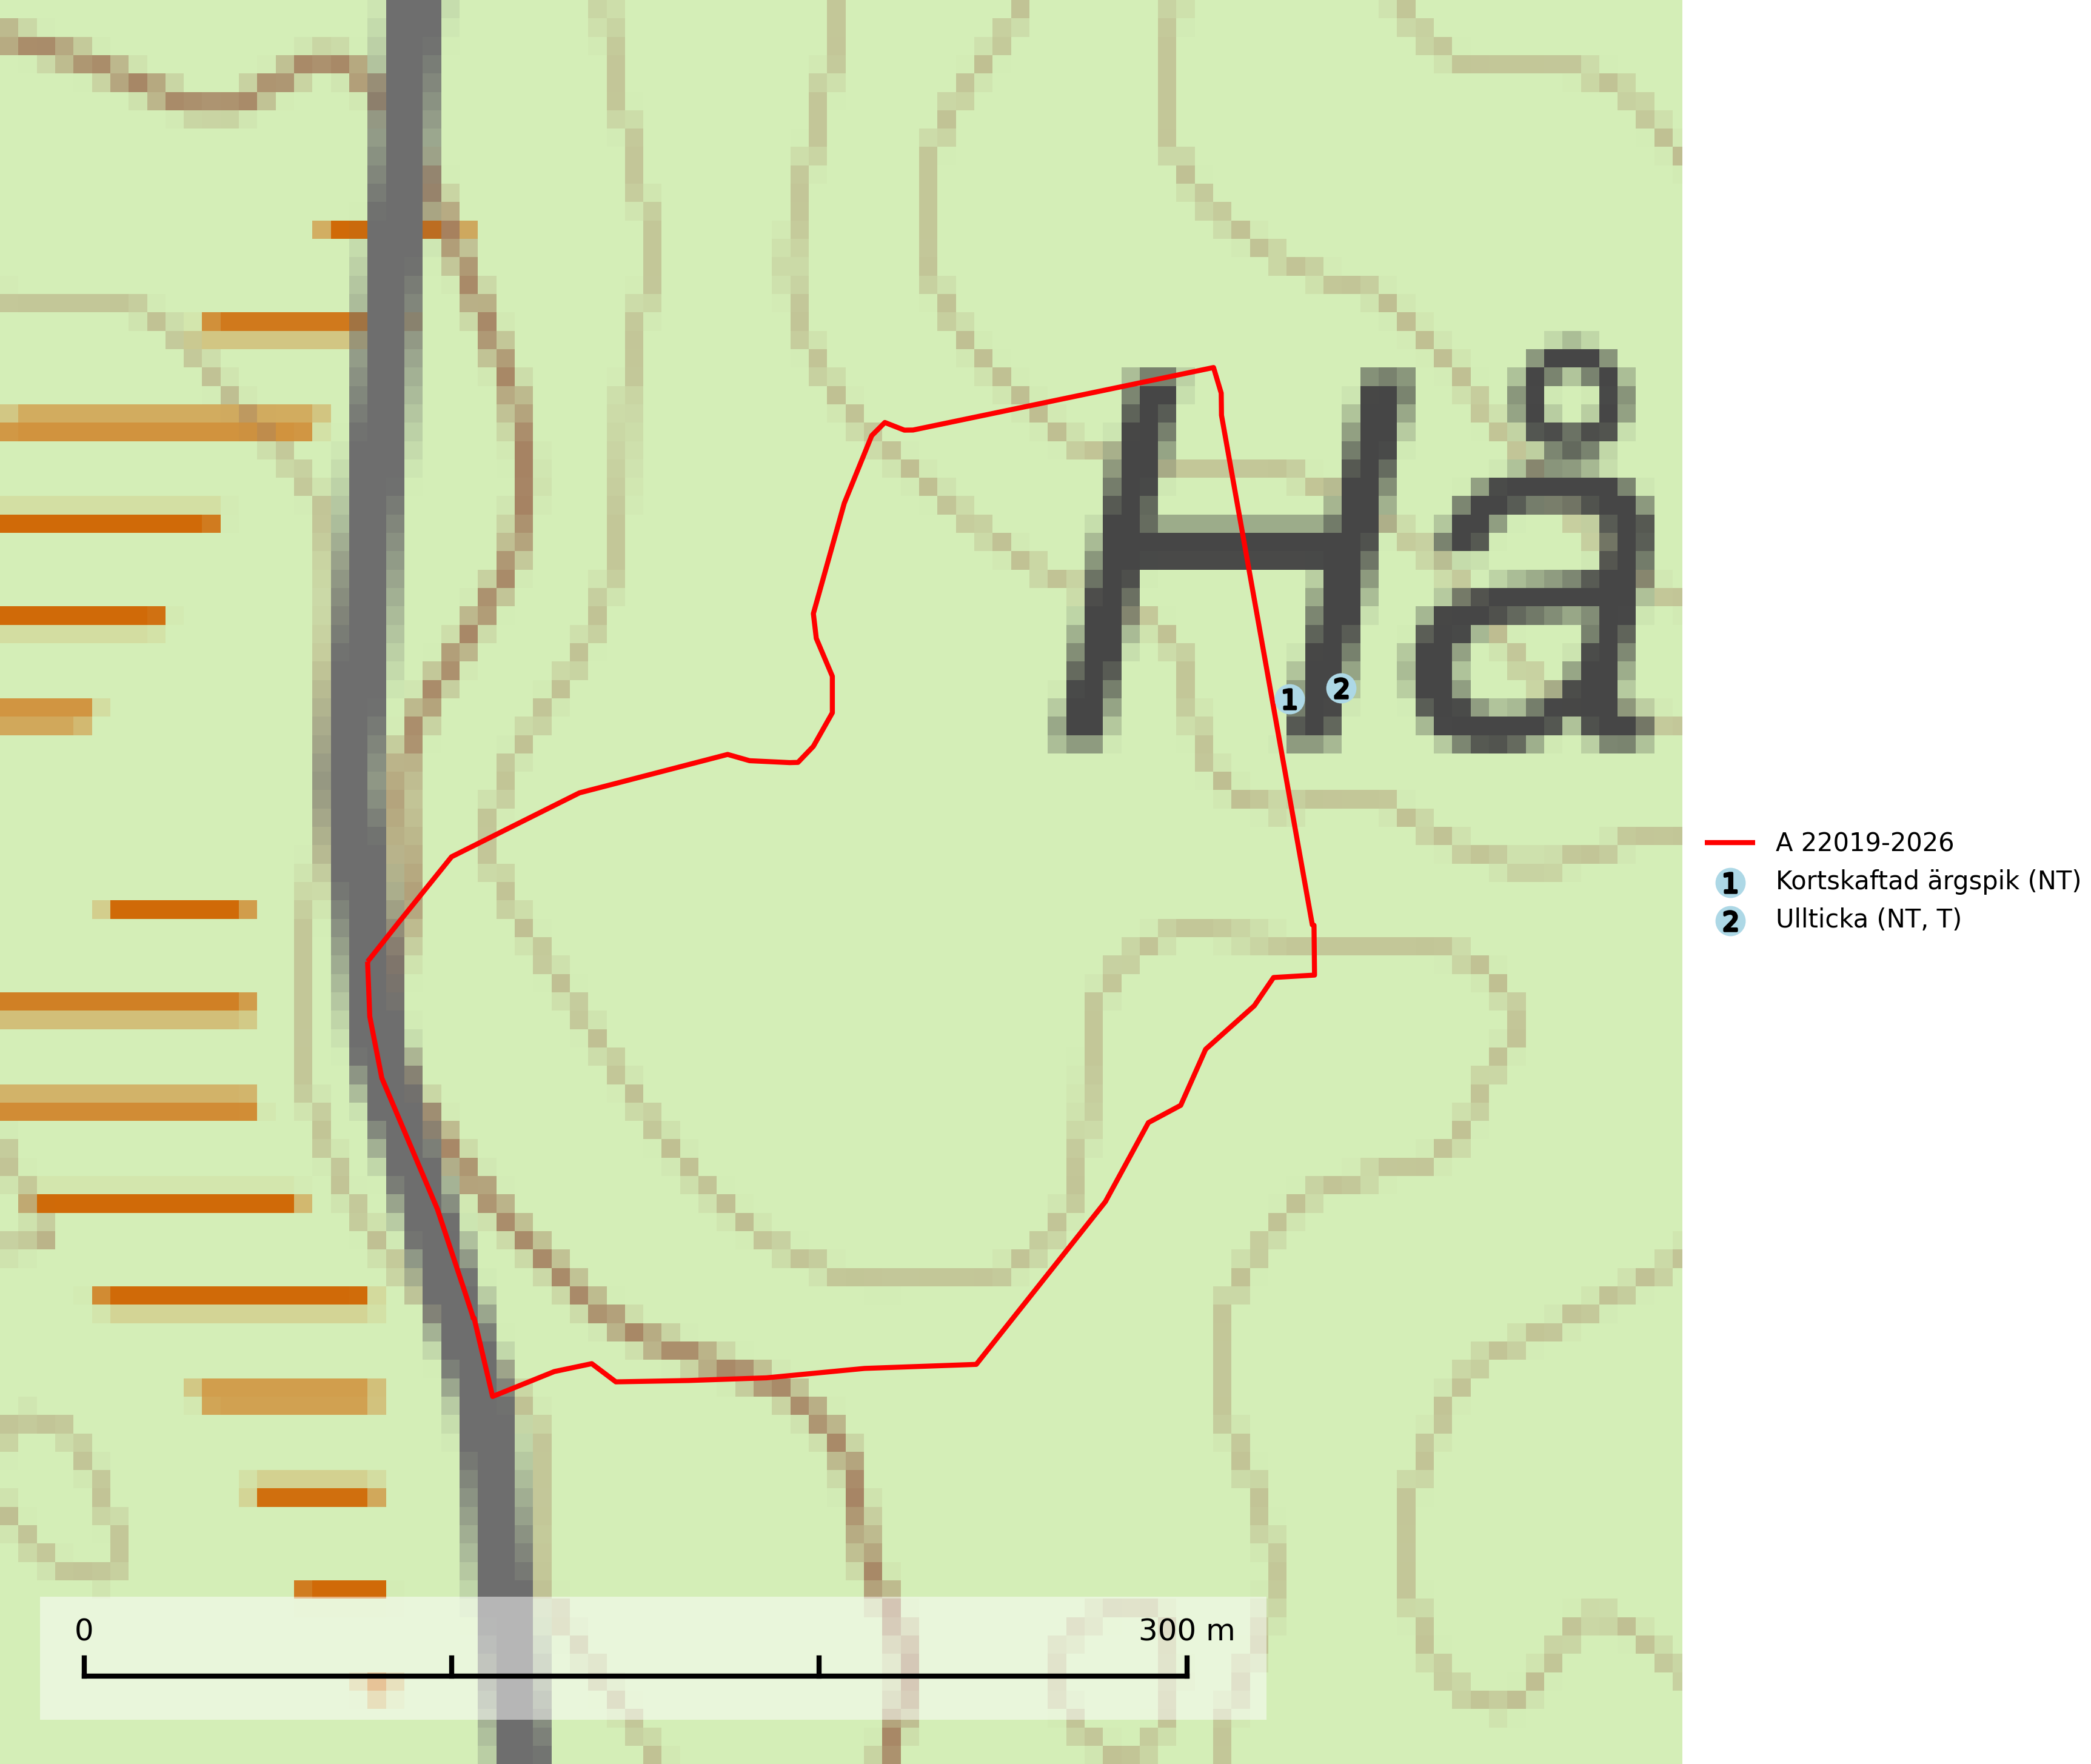 Hå
1
2
A 22019-2026
1 Kortskaftad ärgspik (NT)
2 Ullticka (NT, T)
0 300 m